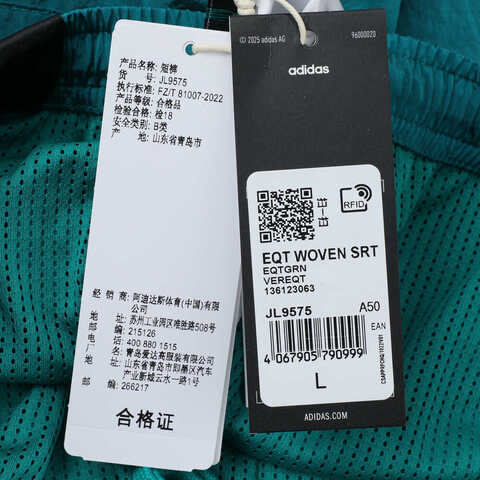 产品名称: 短裤
货 号: JL9575
执行标准: FZ/T 81007-2022
产品等级: 合格品
检验合格: 检18
安全类别: B类
产 地: 山东省青岛市
经 销 商: 阿迪达斯体育(中国)有限公司
地 址: 苏州工业园区唯胜路508号
邮 编: 215126
电 话: 400 880 1515
厂 名: 青岛爱达高服装有限公司
地 址: 山东省青岛市即墨区汽车产业新城云水一路1号
邮 编: 266217
合格证
© 2025 adidas AG
96000020
adidas
RFID
EQT WOVEN SRT
EQTGRN
VEREQT
136123063
JL9575 A50
EAN
4 067905 790999
L
ADIDAS.COM